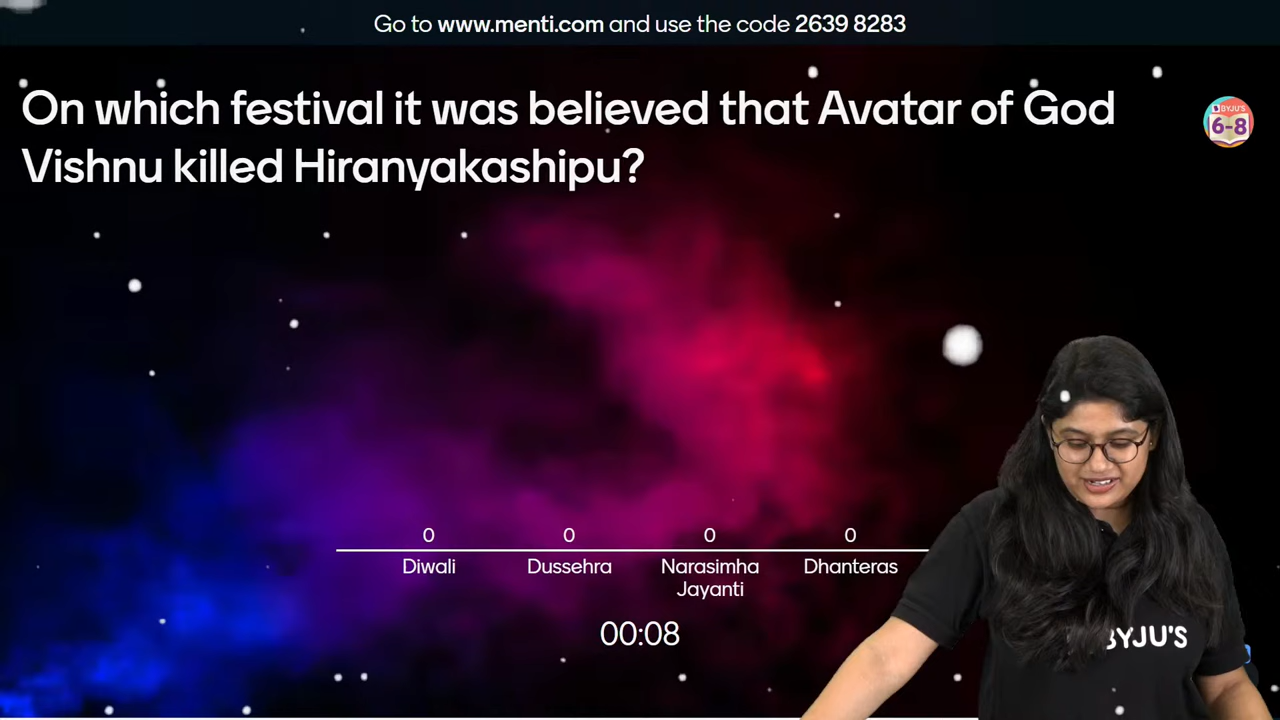 Go to www.menti.com and use the code 2639 8283
On which festival it was believed that Avatar of God
Vishnu killed Hiranyakashipu?
BYJU'S
6-8
0 0 0 0
Diwali Dussehra Narasimha Jayanti Dhanteras
00:08
BYJU'S